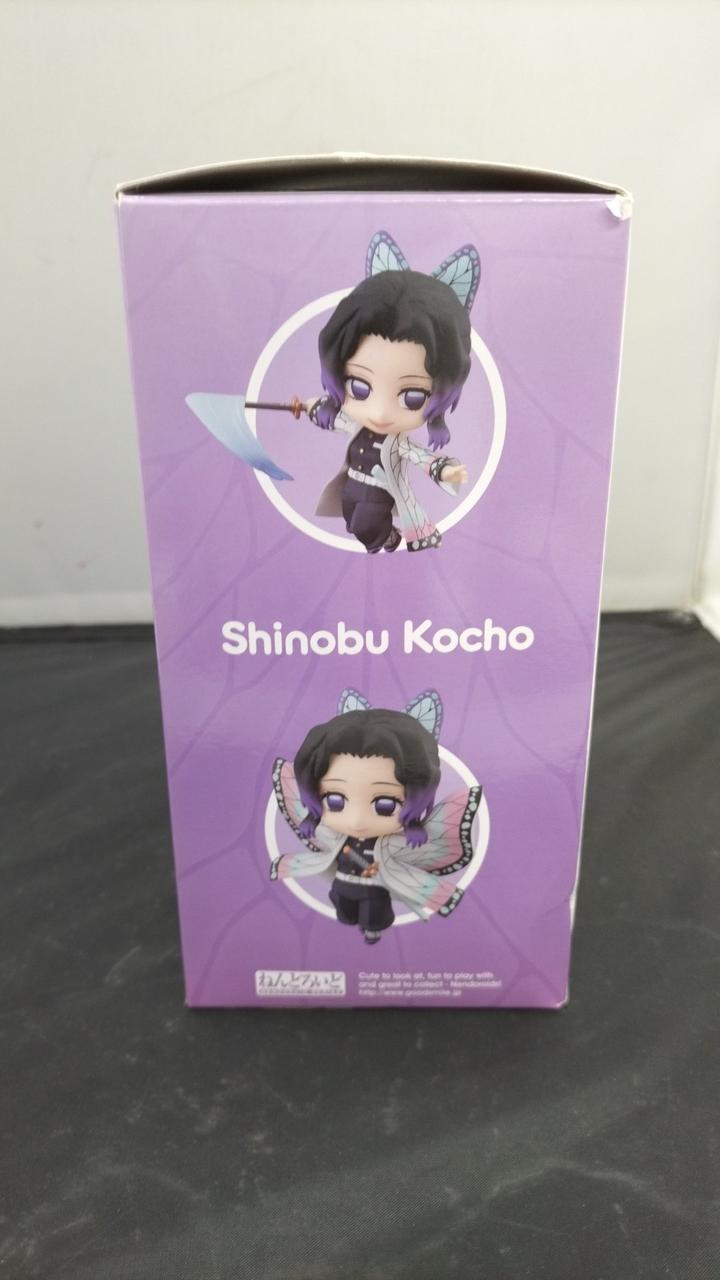 Shinobu Kocho
ねんどろいど
Cute to look at, fun to play with
and great to collect - Nendoroids!
http://www.goodsmile.jp